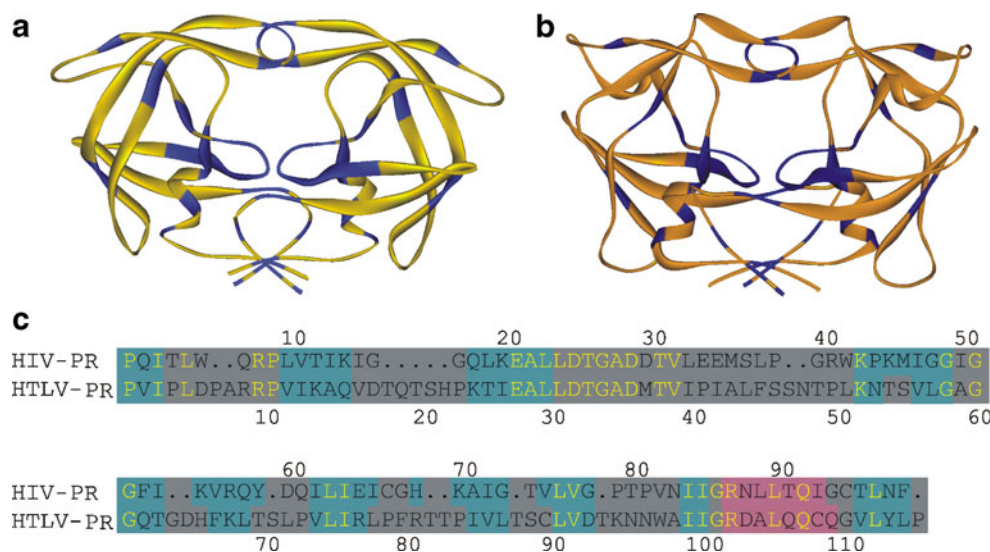 a
b
c
10 20 30 40 50
HIV-PR PQITLW..QRPLVTIKIG.....GQLKEALLDTGADDTVLEEMSLP..GRWKPKMIGGIG
HTLV-PR PVIPLDPARRPVIKAQVDTQTSHPKTIEALLDTGADMTVIPIALFSSNTPLKNTSVLGAG
10 20 30 40 50 60
60 70 80 90
HIV-PR GFI..KVRQY.DQILIEICGH..KAIG.TVLVG.PTPVNIIGRNLLTQIGCTLNF.
HTLV-PR GQTGDHFKLTSLPVLIRLPFRTTPIVLTSCLVDTKNNWAIIGRDALQQCQGVLYLP
70 80 90 100 110